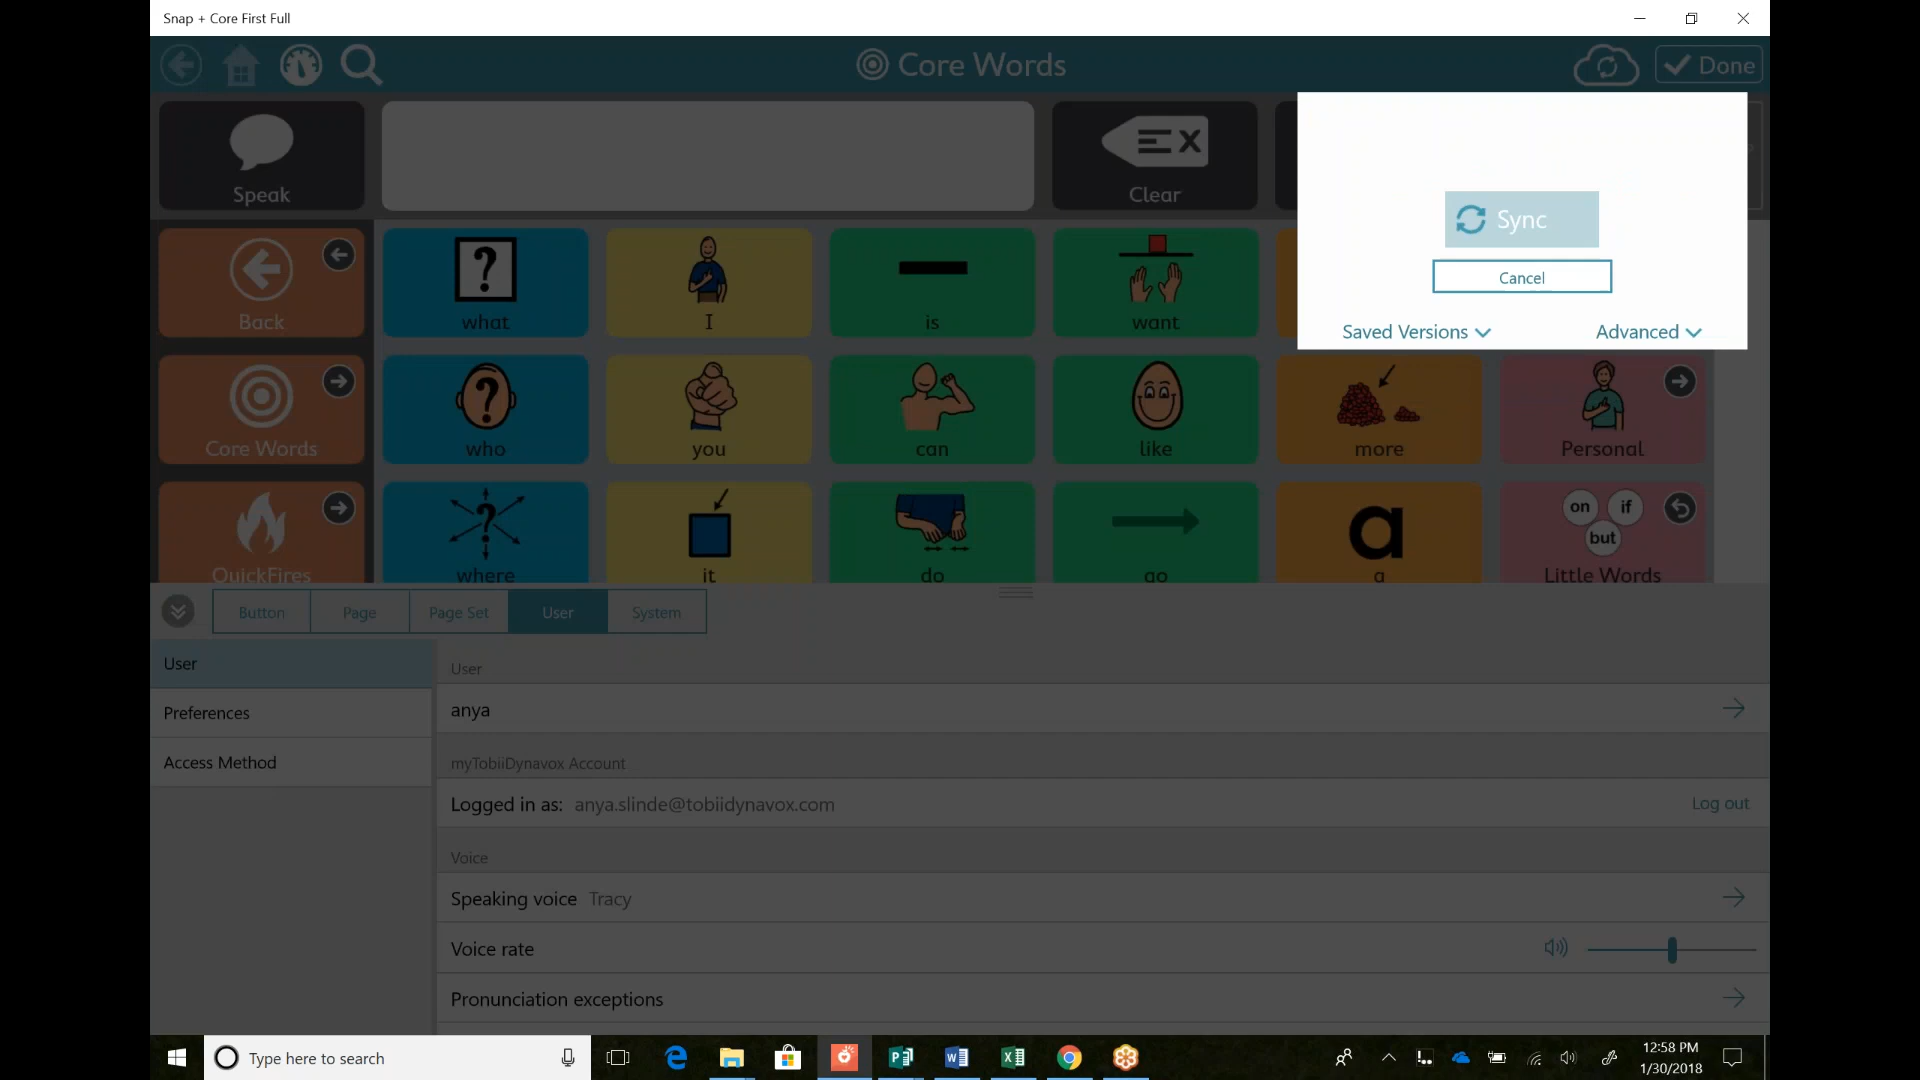 Snap + Core First Full
Core Words
Done
Speak
Clear
Sync
Cancel
Saved Versions
Advanced
Back
what
I
is
want
Core Words
who
you
can
like
more
Personal
QuickFires
where
it
do
go
a
a
on
if
but
Little Words
Button
Page
Page Set
User
System
User
Preferences
Access Method
User
anya
myTobiiDynavox Account
Logged in as: anya.slinde@tobiidynavox.com
Log out
Voice
Speaking voice Tracy
Voice rate
Pronunciation exceptions
Type here to search
12:58 PM
1/30/2018